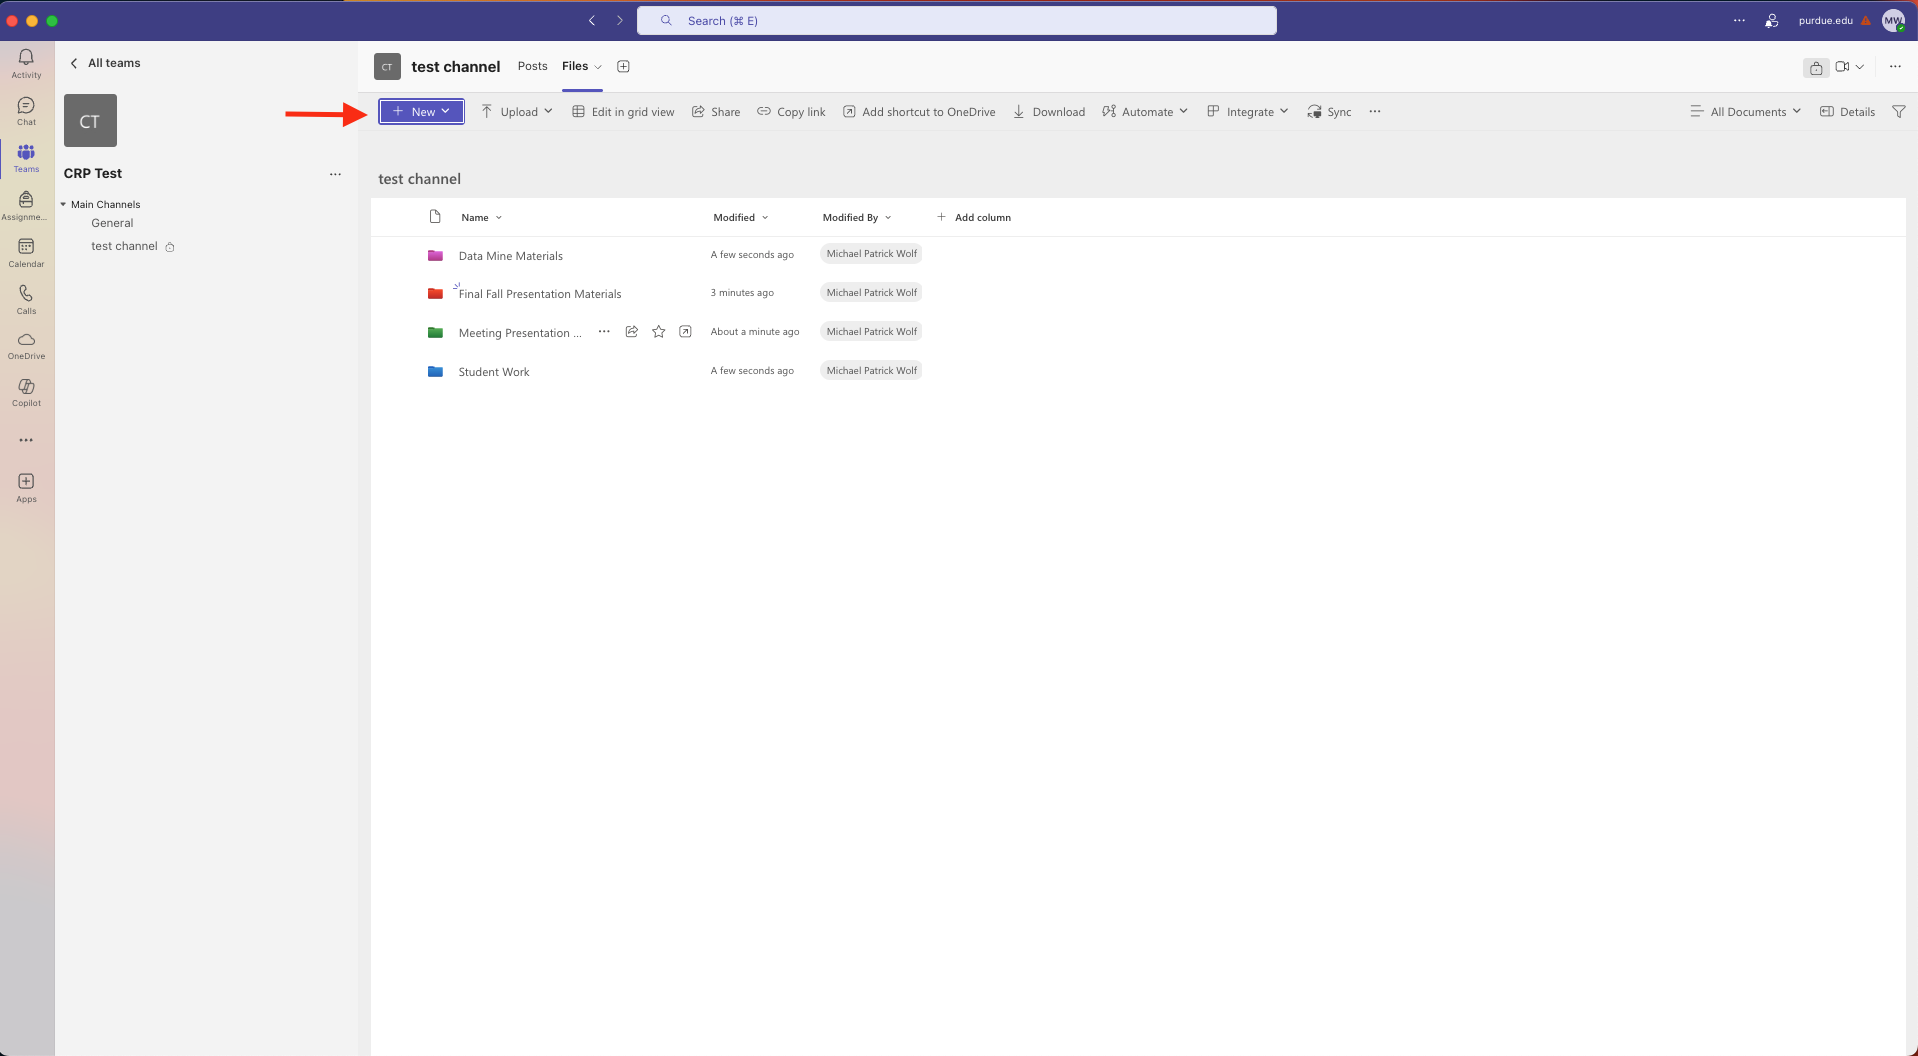 Search (⌘ E)
purdue.edu
MW
Activity
Chat
Teams
Assignme...
Calendar
Calls
OneDrive
Copilot
Apps
All teams
CT
CRP Test
Main Channels
General
test channel
CT
test channel
Posts
Files
New
Upload
Edit in grid view
Share
Copy link
Add shortcut to OneDrive
Download
Automate
Integrate
Sync
All Documents
Details
test channel
Name
Modified
Modified By
Add column
Data Mine Materials
A few seconds ago
Michael Patrick Wolf
Final Fall Presentation Materials
3 minutes ago
Michael Patrick Wolf
Meeting Presentation ...
About a minute ago
Michael Patrick Wolf
Student Work
A few seconds ago
Michael Patrick Wolf